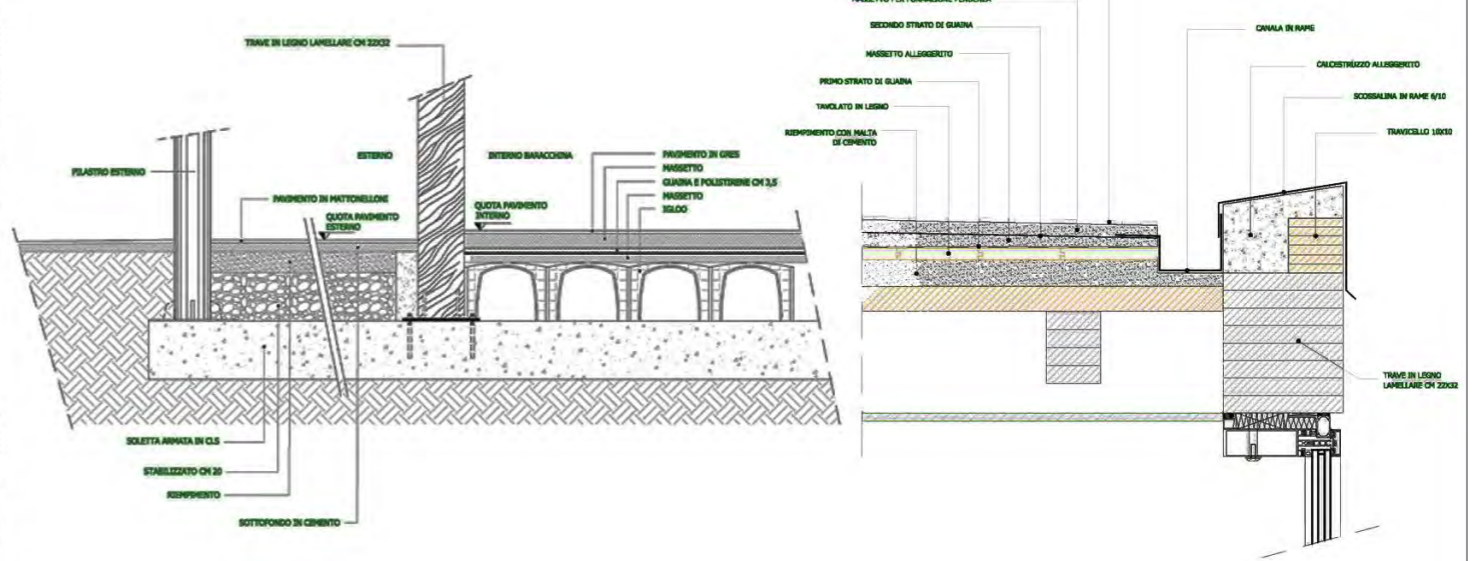 TRAVE IN LEGNO LAMELLARE CM 22X32
PILASTRO ESTERNO
ESTERNO
INTERNO BARACCHINA
PAVIMENTO IN GRES
MASSETTO
GUAINA E POLISTIRENE CM 3,5
MASSETTO
IGLOO
PAVIMENTO IN MATTONELLONI
QUOTA PAVIMENTO
ESTERNO
QUOTA PAVIMENTO
INTERNO
SOLETTA ARMATA IN CLS
STABILIZZATO CM 20
RIEMPIMENTO
SOTTOFONDO IN CEMENTO
MASSETTO PER FORMAZIONE PENDENZA
SECONDO STRATO DI GUAINA
MASSETTO ALLEGGERITO
PRIMO STRATO DI GUAINA
TAVOLATO IN LEGNO
RIEMPIMENTO CON MALTA
DI CEMENTO
CANALA IN RAME
CALCESTRUZZO ALLEGGERITO
SCOSSALINA IN RAME 6/10
TRAVICELLO 10X10
TRAVE IN LEGNO
LAMELLARE CM 22X32